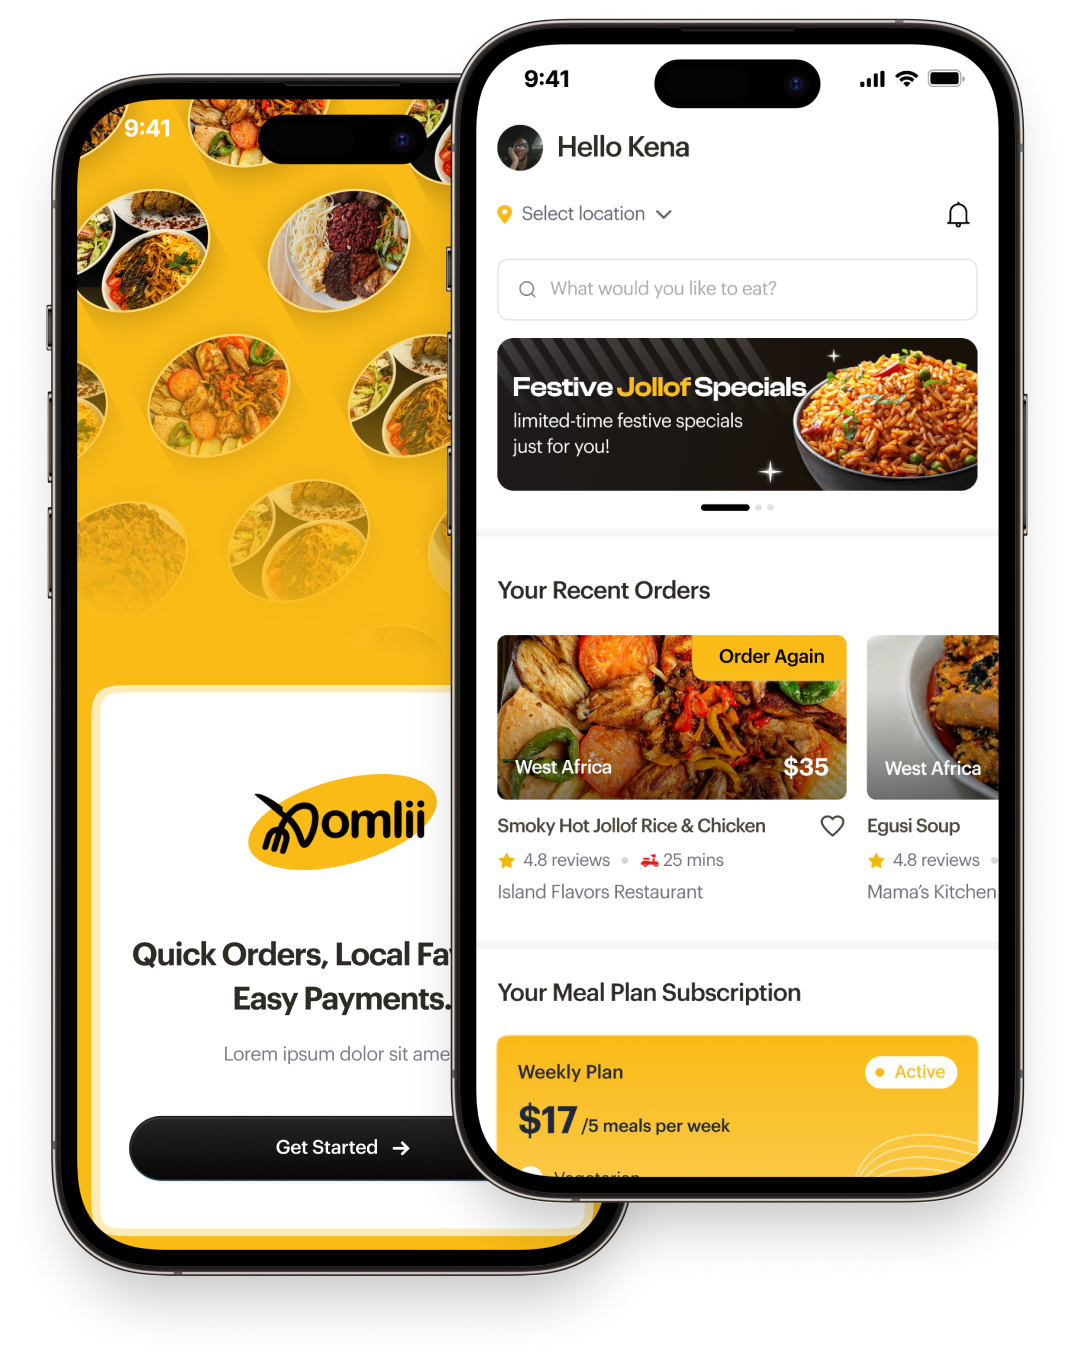 9:41
Domlii
Quick Orders, Local Fa
Easy Payments.
Lorem ipsum dolor sit ame
Get Started
9:41
Hello Kena
Select location
What would you like to eat?
Festive Jollof Specials
limited-time festive specials
just for you!
Your Recent Orders
Order Again
West Africa
$35
Smoky Hot Jollof Rice & Chicken
4.8 reviews
25 mins
Island Flavors Restaurant
West Africa
Egusi Soup
4.8 reviews
Mama’s Kitchen
Your Meal Plan Subscription
Weekly Plan
Active
$17 /5 meals per week
Vegetarian